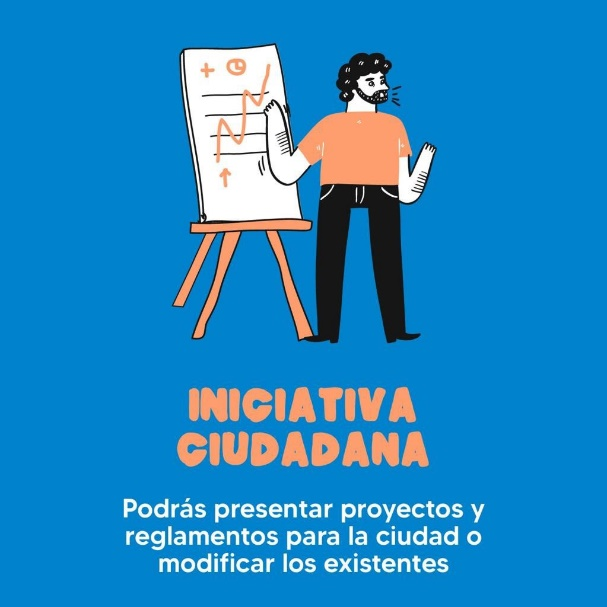 INICIATIVA
CIUDADANA
Podrás presentar proyectos y
reglamentos para la ciudad o
modificar los existentes